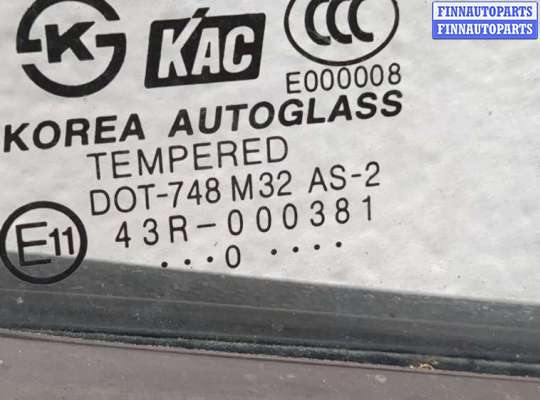 FINNAUTOPARTS
FINNAUTOPARTS
K KAC CCC
E000008
KOREA AUTOGLASS
TEMPERED
DOT-748 M32 AS-2
E11 43R-000381
...0 ....